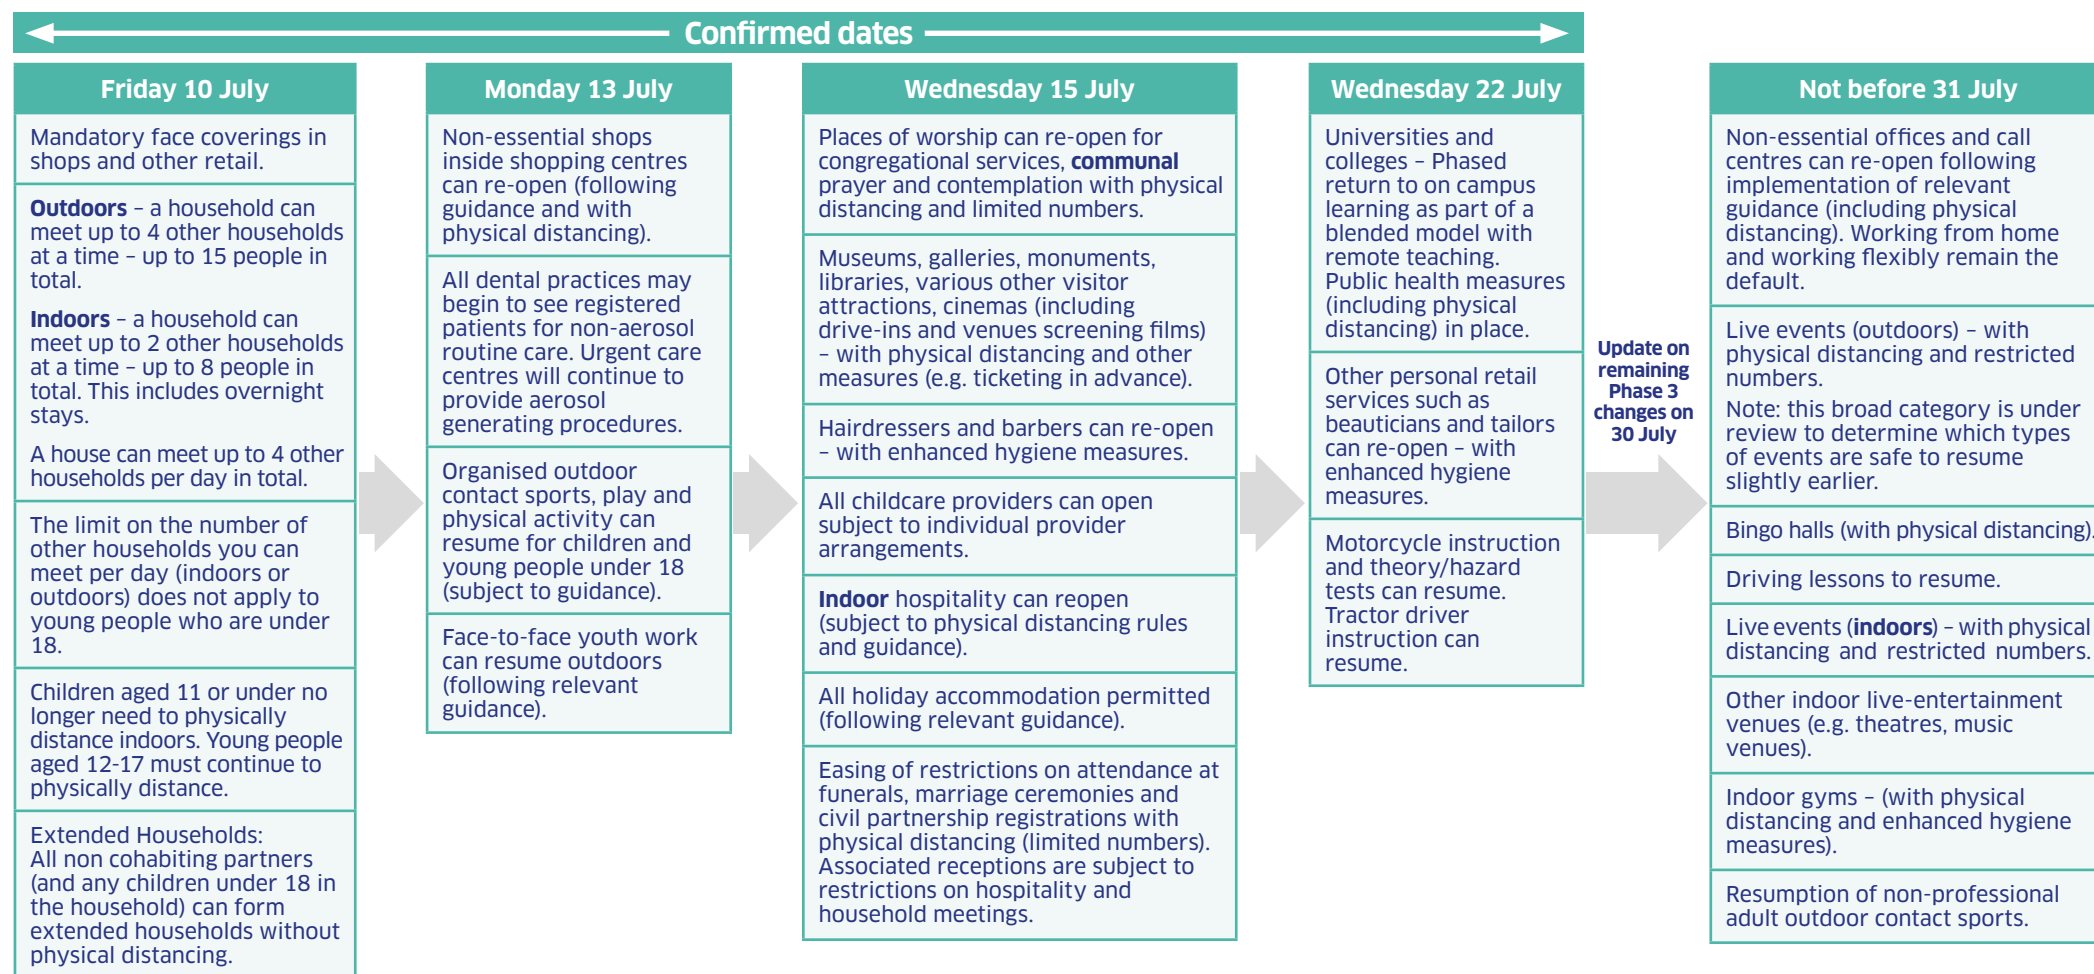 Confirmed dates
Friday 10 July
Mandatory face coverings in
shops and other retail.
Outdoors – a household can
meet up to 4 other households
at a time – up to 15 people in
total.
Indoors – a household can
meet up to 2 other households
at a time – up to 8 people in
total. This includes overnight
stays.
A house can meet up to 4 other
households per day in total.
The limit on the number of
other households you can
meet per day (indoors or
outdoors) does not apply to
young people who are under
18.
Children aged 11 or under no
longer need to physically
distance indoors. Young people
aged 12-17 must continue to
physically distance.
Extended Households:
All non cohabiting partners
(and any children under 18 in
the household) can form
extended households without
physical distancing.
Monday 13 July
Non-essential shops
inside shopping centres
can re-open (following
guidance and with
physical distancing).
All dental practices may
begin to see registered
patients for non-aerosol
routine care. Urgent care
centres will continue to
provide aerosol
generating procedures.
Organised outdoor
contact sports, play and
physical activity can
resume for children and
young people under 18
(subject to guidance).
Face-to-face youth work
can resume outdoors
(following relevant
guidance).
Wednesday 15 July
Places of worship can re-open for
congregational services, communal
prayer and contemplation with physical
distancing and limited numbers.
Museums, galleries, monuments,
libraries, various other visitor
attractions, cinemas (including
drive-ins and venues screening films)
– with physical distancing and other
measures (e.g. ticketing in advance).
Hairdressers and barbers can re-open
– with enhanced hygiene measures.
All childcare providers can open
subject to individual provider
arrangements.
Indoor hospitality can reopen
(subject to physical distancing rules
and guidance).
All holiday accommodation permitted
(following relevant guidance).
Easing of restrictions on attendance at
funerals, marriage ceremonies and
civil partnership registrations with
physical distancing (limited numbers).
Associated receptions are subject to
restrictions on hospitality and
household meetings.
Wednesday 22 July
Universities and
colleges – Phased
return to on campus
learning as part of a
blended model with
remote teaching.
Public health measures
(including physical
distancing) in place.
Other personal retail
services such as
beauticians and tailors
can re-open – with
enhanced hygiene
measures.
Motorcycle instruction
and theory/hazard
tests can resume.
Tractor driver
instruction can
resume.
Update on
remaining
Phase 3
changes on
30 July
Not before 31 July
Non-essential offices and call
centres can re-open following
implementation of relevant
guidance (including physical
distancing). Working from home
and working flexibly remain the
default.
Live events (outdoors) – with
physical distancing and restricted
numbers.
Note: this broad category is under
review to determine which types
of events are safe to resume
slightly earlier.
Bingo halls (with physical distancing).
Driving lessons to resume.
Live events (indoors) – with physical
distancing and restricted numbers.
Other indoor live-entertainment
venues (e.g. theatres, music
venues).
Indoor gyms – (with physical
distancing and enhanced hygiene
measures).
Resumption of non-professional
adult outdoor contact sports.